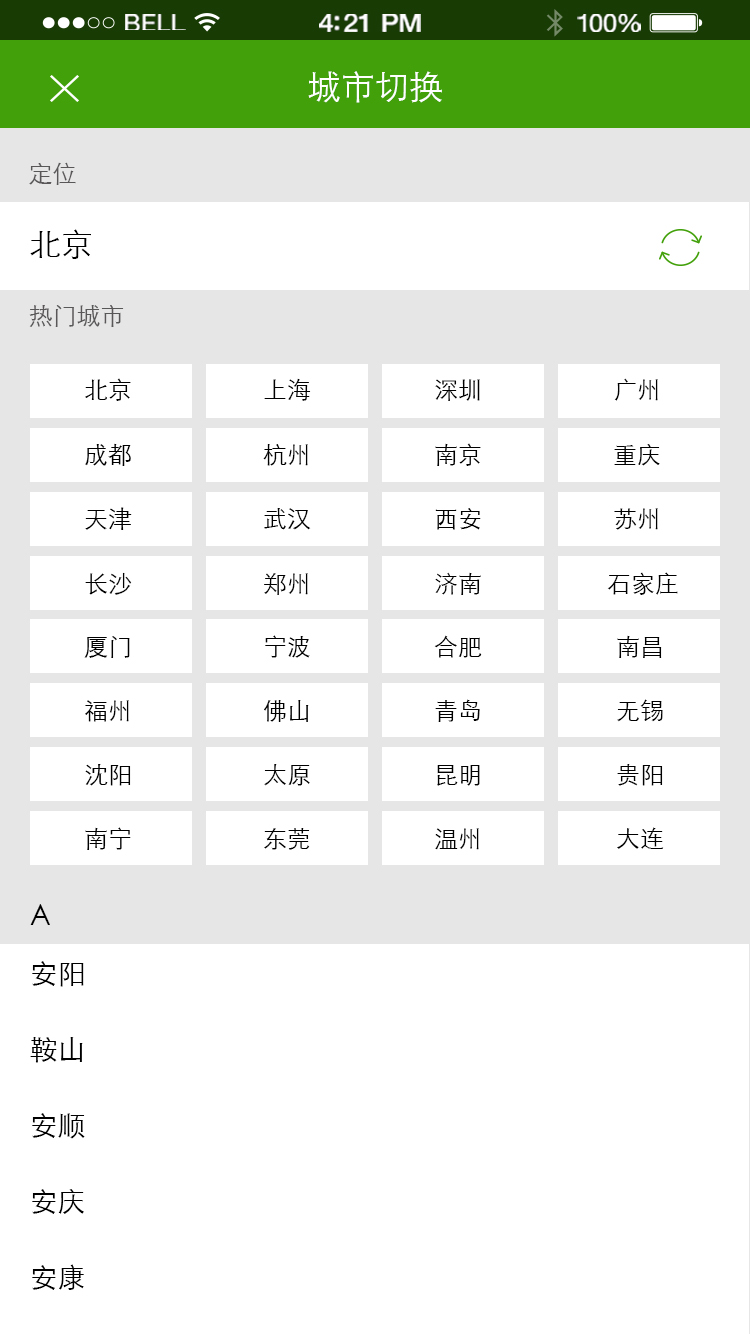 BELL 4:21 PM 100%
城市切换
定位
北京
热门城市
北京 上海 深圳 广州
成都 杭州 南京 重庆
天津 武汉 西安 苏州
长沙 郑州 济南 石家庄
厦门 宁波 合肥 南昌
福州 佛山 青岛 无锡
沈阳 太原 昆明 贵阳
南宁 东莞 温州 大连
A
安阳
鞍山
安顺
安庆
安康